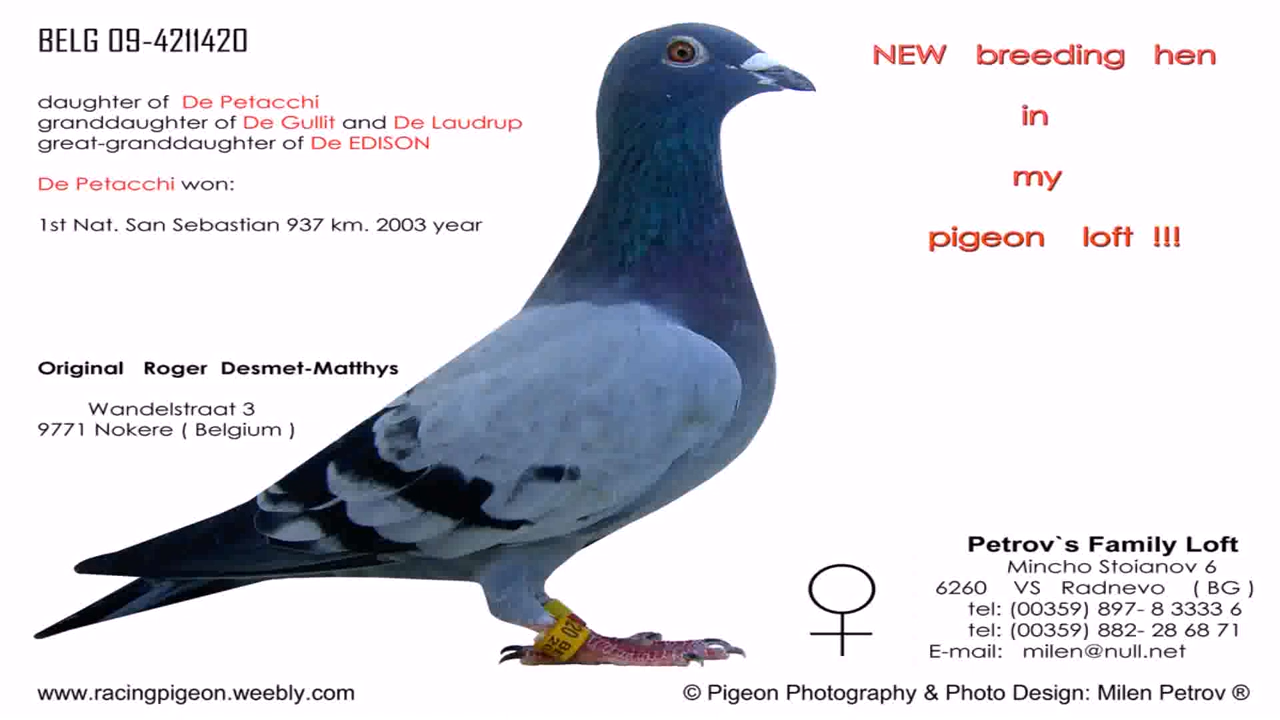 BELG 09-4211420
daughter of De Petacchi
granddaughter of De Gullit and De Laudrup
great-granddaughter of De EDISON
De Petacchi won:
1st Nat. San Sebastian 937 km. 2003 year
Original Roger Desmet-Matthys
Wandelstraat 3
9771 Nokere ( Belgium )
NEW breeding hen
in
my
pigeon loft !!!
Petrov`s Family Loft
Mincho Stoianov 6
6260 VS Radnevo ( BG )
tel: (00359) 897- 8 3333 6
tel: (00359) 882- 28 68 71
E-mail: milen@null.net
www.racingpigeon.weebly.com
© Pigeon Photography & Photo Design: Milen Petrov ®